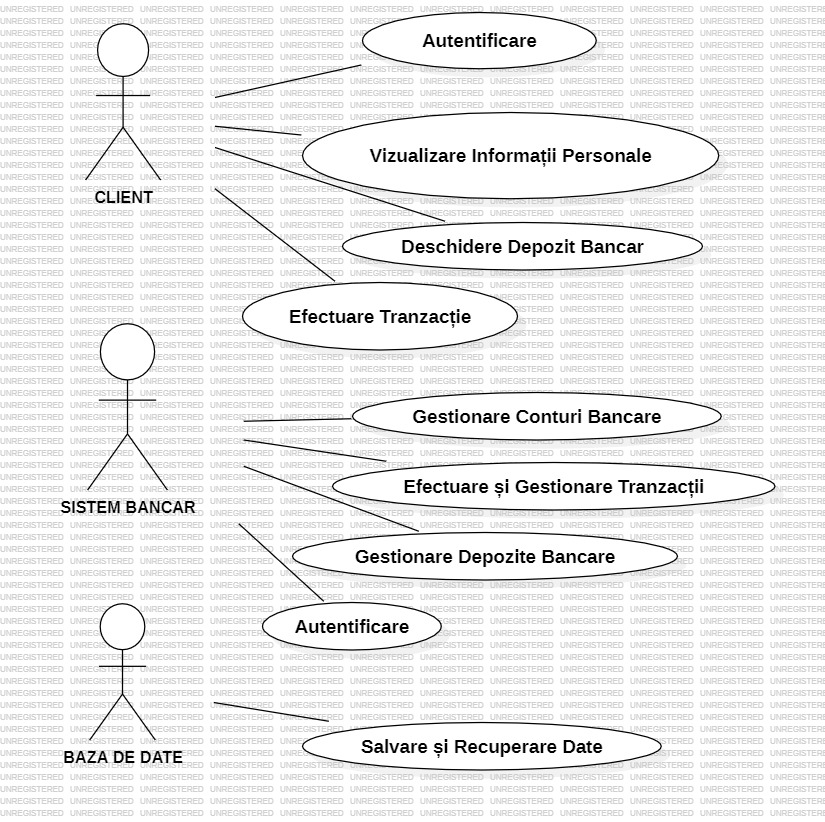 Autentificare
Vizualizare Informații Personale
CLIENT
Deschidere Depozit Bancar
Efectuare Tranzacție
Gestionare Conturi Bancare
Efectuare și Gestionare Tranzacții
SISTEM BANCAR
Gestionare Depozite Bancare
Autentificare
BAZA DE DATE
Salvare și Recuperare Date
UNREGISTERED